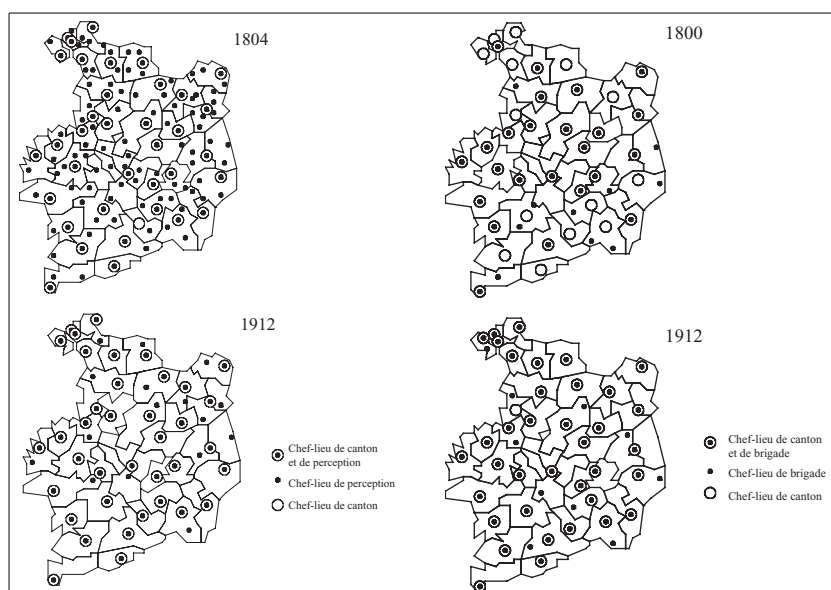 1804
1800
1912
1912
Chef-lieu de canton
et de perception
Chef-lieu de perception
Chef-lieu de canton
Chef-lieu de canton
et de brigade
Chef-lieu de brigade
Chef-lieu de canton